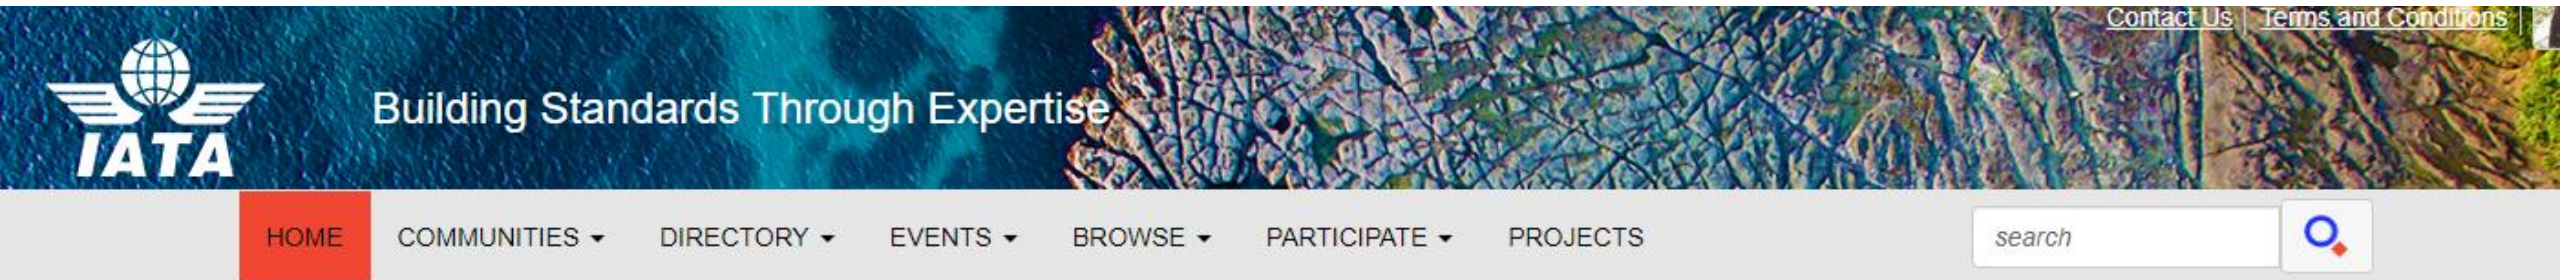 Contact Us | Terms and Conditions |
IATA
Building Standards Through Expertise
HOME COMMUNITIES DIRECTORY EVENTS BROWSE PARTICIPATE PROJECTS search